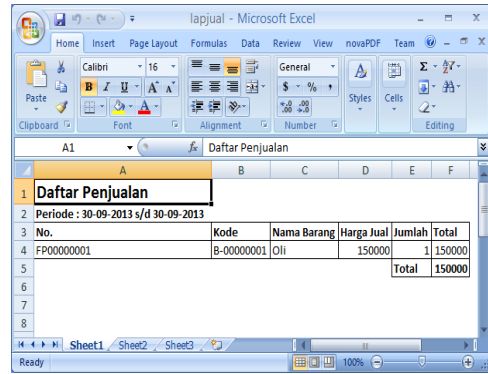 lapjual - Microsoft Excel
Home Insert Page Layout Formulas Data Review View novaPDF Team
Paste
Calibri 16
B I U A A
General
$ % ,
Styles
Cells
Clipboard Font Alignment Number Editing
A1 fx Daftar Penjualan
A B C D E F
1 Daftar Penjualan
2 Periode : 30-09-2013 s/d 30-09-2013
3 No. Kode Nama Barang Harga Jual Jumlah Total
4 FP00000001 B-00000001 Oli 150000 1 150000
5 Total 150000
6
7
8
Sheet1 Sheet2 Sheet3
Ready 100%